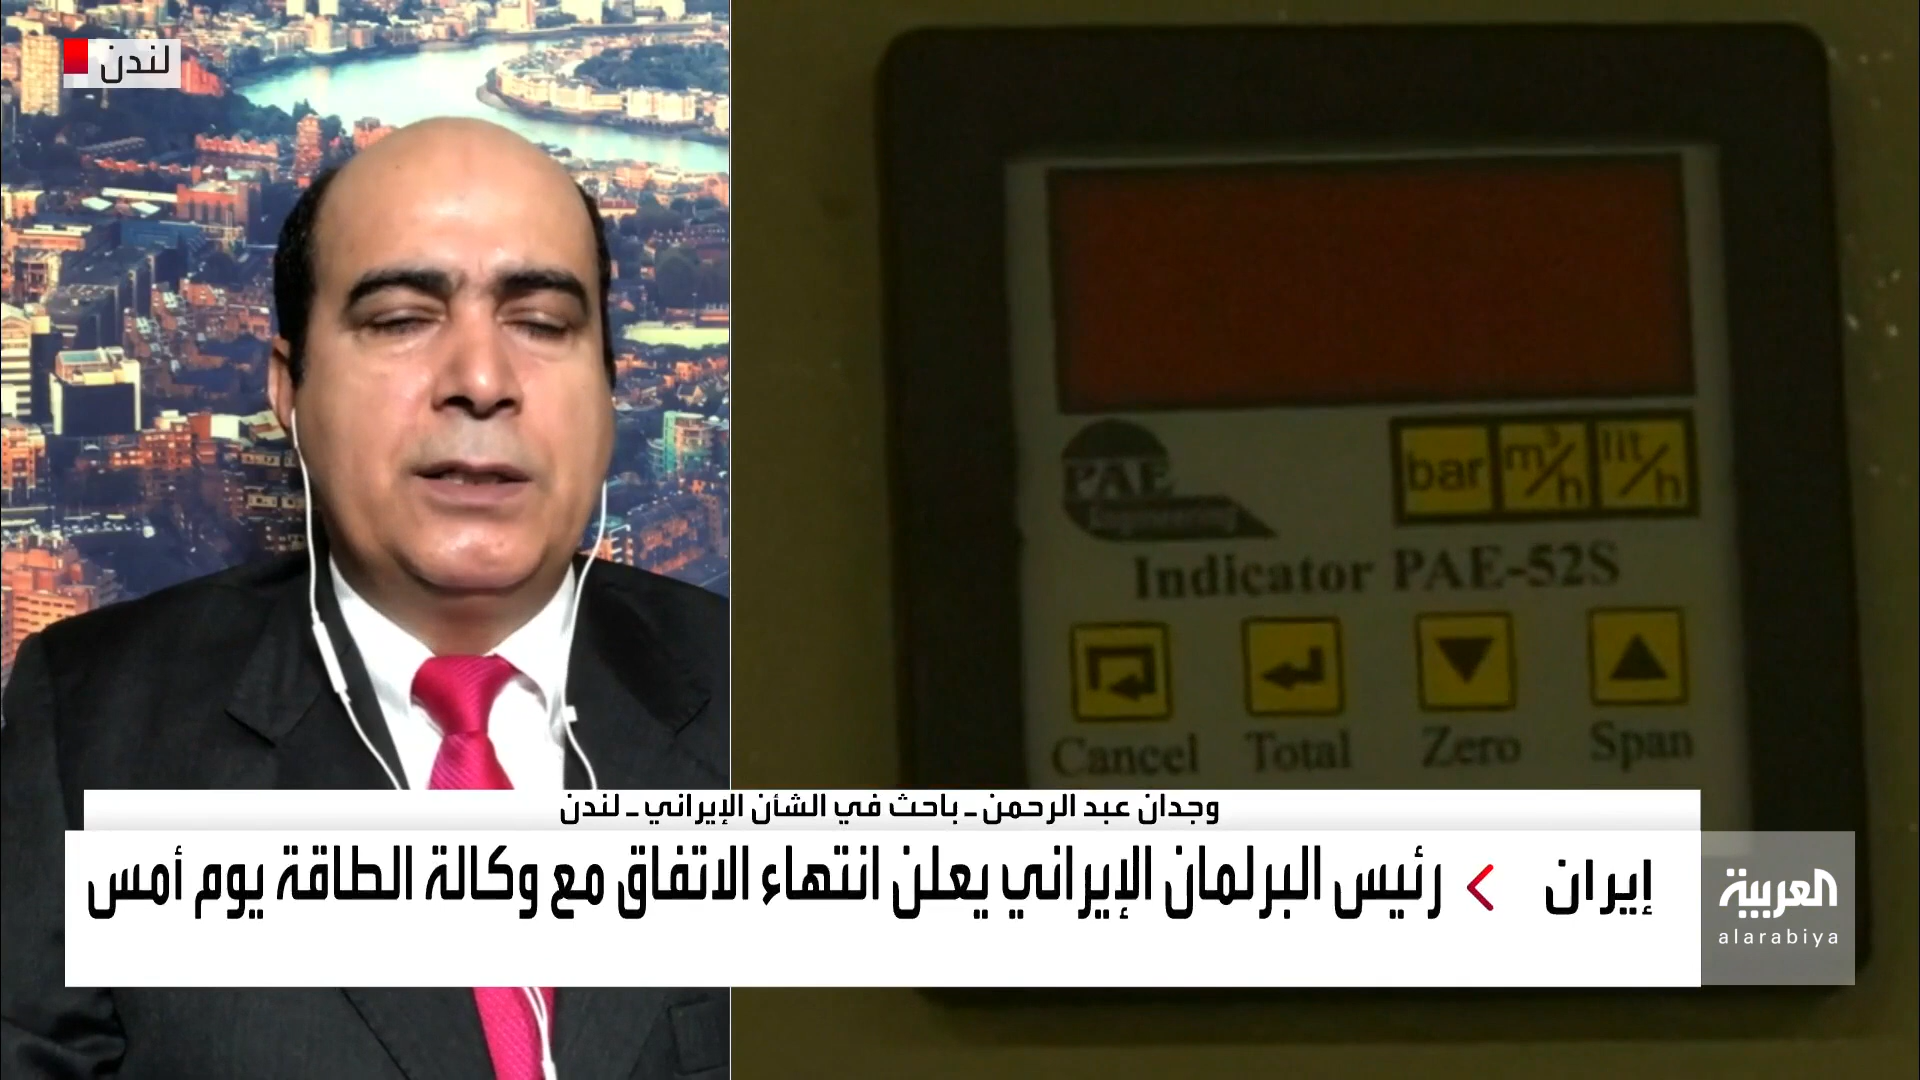 لندن
PAE
Engineering
bar m³/h lit/h
Indicator PAE-52S
Cancel Total Zero Span
وجدان عبد الرحمن ـ باحث في الشأن الإيراني ـ لندن
إيران > رئيس البرلمان الإيراني يعلن انتهاء الاتفاق مع وكالة الطاقة يوم أمس
العربية
alarabiya